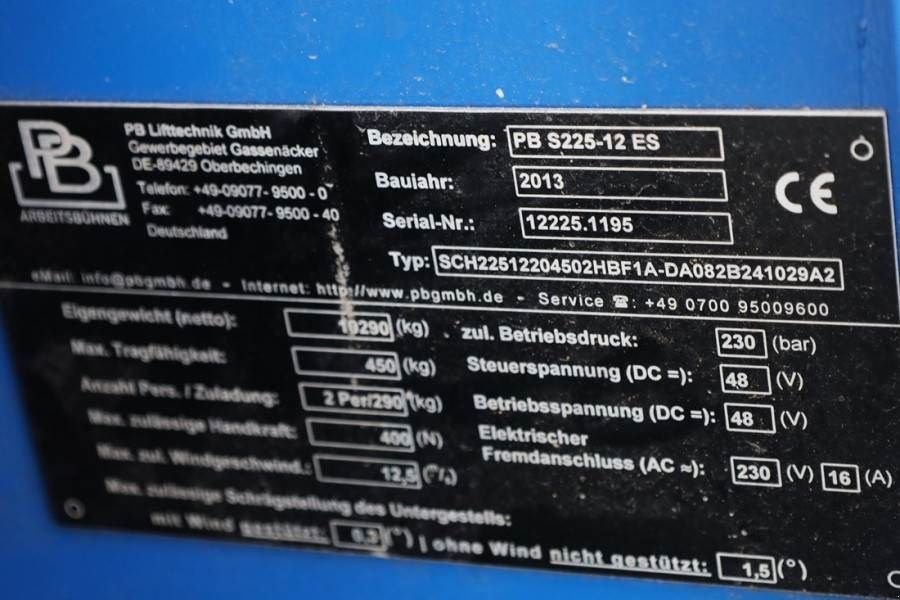 PB
ARBEITSBÜHNEN
PB Lifttechnik GmbH
Gewerbegebiet Gassenäcker
DE-89429 Oberbechingen
Telefon: +49-09077- 9500 - 0
Fax: +49-09077- 9500 - 40
Deutschland
Bezeichnung: PB S225-12 ES
Baujahr: 2013
Serial-Nr.: 12225.1195
Typ: SCH22512204502HBF1A-DA082B241029A2
CE
eMail: info@pbgmbh.de - Internet: http://www.pbgmbh.de - Service ☎: +49 0700 95009600
Eigengewicht (netto): 10290 (kg)
Max. Tragfähigkeit: 450 (kg)
Anzahl Pers. / Zuladung: 2 Per/290 (kg)
Max. zulässige Handkraft: 400 (N)
Max. zul. Windgeschwind.: 12,5
zul. Betriebsdruck: 230 (bar)
Steuerspannung (DC =): 48 (V)
Betriebsspannung (DC =): 48 (V)
Elektrischer
Fremdanschluss (AC ≈): 230 (V) 16 (A)
Max. zulässige Schrägstellung des Untergestells:
mit Wind gestützt: 0,3 (°) | ohne Wind nicht gestützt: 1,5 (°)